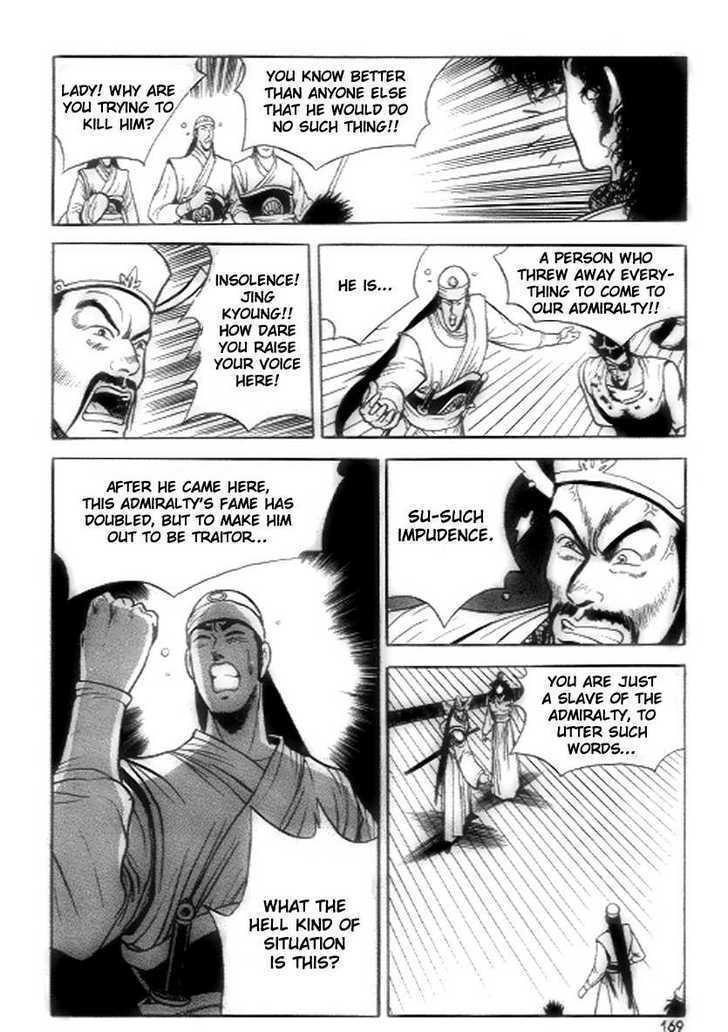 LADY! WHY ARE
YOU TRYING TO
KILL HIM?
YOU KNOW BETTER
THAN ANYONE ELSE
THAT HE WOULD DO
NO SUCH THING!!
INSOLENCE!
JING
KYOUNG!!
HOW DARE
YOU RAISE
YOUR VOICE
HERE!
HE IS...
A PERSON WHO
THREW AWAY EVERY-
THING TO COME TO
OUR ADMIRALTY!!
AFTER HE CAME HERE,
THIS ADMIRALTY'S FAME HAS
DOUBLED, BUT TO MAKE HIM
OUT TO BE TRAITOR...
WHAT THE
HELL KIND OF
SITUATION
IS THIS?
SU-SUCH
IMPUDENCE.
YOU ARE JUST
A SLAVE OF THE
ADMIRALTY, TO
UTTER SUCH
WORDS...
169